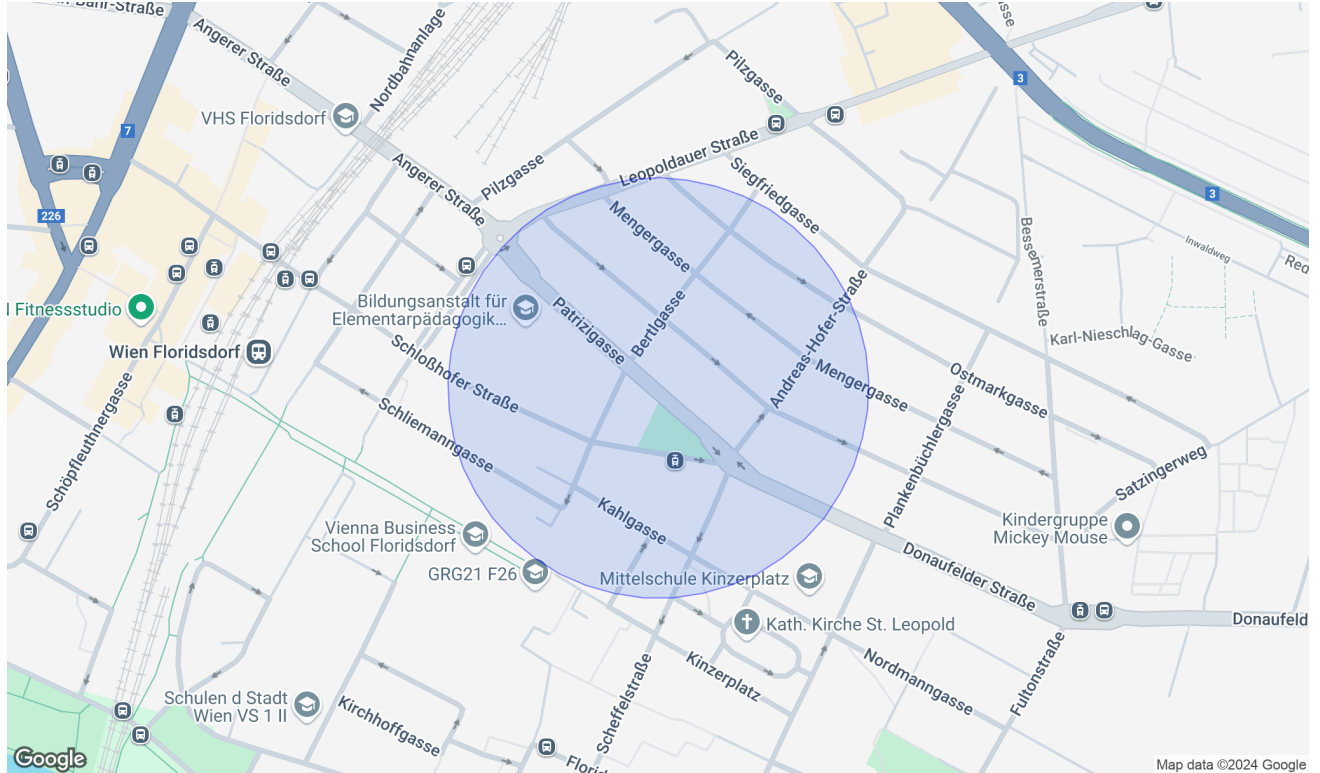 n-Bahr-Straße
Angerer Straße
Nordbahnanlage
Pilzgasse
3
VHS Floridsdorf
7
Angerer Straße
Pilzgasse
Leopoldauer Straße
Siegfriedgasse
3
226
Mengergasse
Bessemerstraße
Inwaldweg
Red
l Fitnessstudio
Bildungsanstalt für
Elementarpädagogik...
Patrizigasse
Bertlgasse
Andreas-Hofer-Straße
Karl-Nieschlag-Gasse
Wien Floridsdorf
Schloßhofer Straße
Mengergasse
Ostmarkgasse
Schöpfleuthnergasse
Schliemanngasse
Plankenbüchlergasse
Satzingerweg
Kahlgasse
Vienna Business
School Floridsdorf
Kindergruppe
Mickey Mouse
GRG21 F26
Mittelschule Kinzerplatz
Donaufelder Straße
Kath. Kirche St. Leopold
Donaufeld
Kinzerplatz
Nordmanngasse
Fultonstraße
Schulen d Stadt
Wien VS 1 II
Kirchhoffgasse
Scheffelstraße
Florid
Google
Map data ©2024 Google